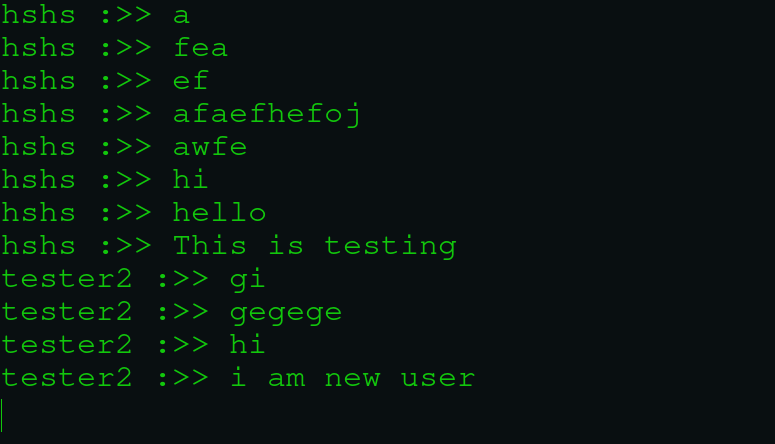 hshs :>> a
hshs :>> fea
hshs :>> ef
hshs :>> afaefhefoj
hshs :>> awfe
hshs :>> hi
hshs :>> hello
hshs :>> This is testing
tester2 :>> gi
tester2 :>> gegege
tester2 :>> hi
tester2 :>> i am new user